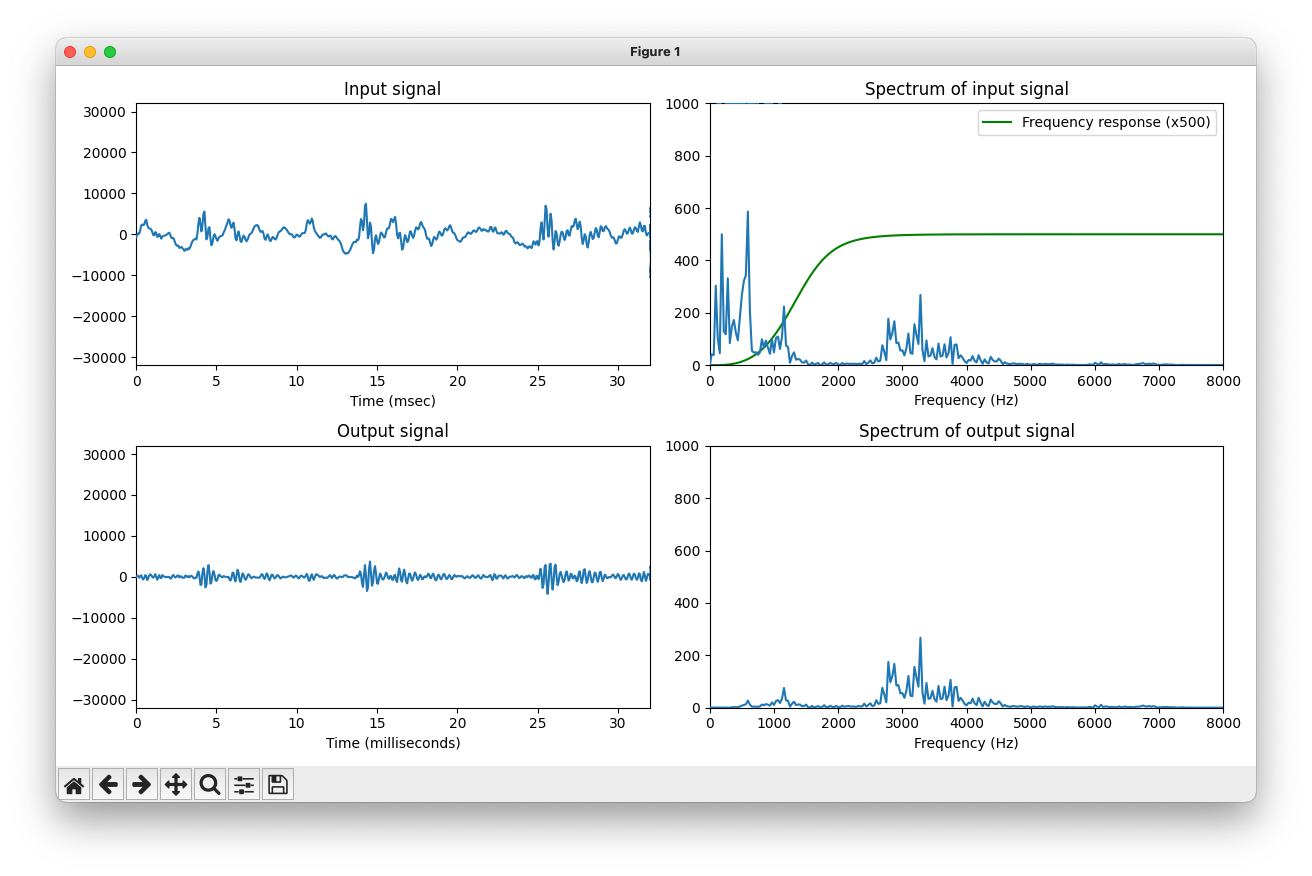 Figure 1
Input signal
30000
20000
10000
0
−10000
−20000
−30000
0 5 10 15 20 25 30
Time (msec)
Spectrum of input signal
Frequency response (x500)
1000
800
600
400
200
0
0 1000 2000 3000 4000 5000 6000 7000 8000
Frequency (Hz)
Output signal
30000
20000
10000
0
−10000
−20000
−30000
0 5 10 15 20 25 30
Time (milliseconds)
Spectrum of output signal
1000
800
600
400
200
0
0 1000 2000 3000 4000 5000 6000 7000 8000
Frequency (Hz)